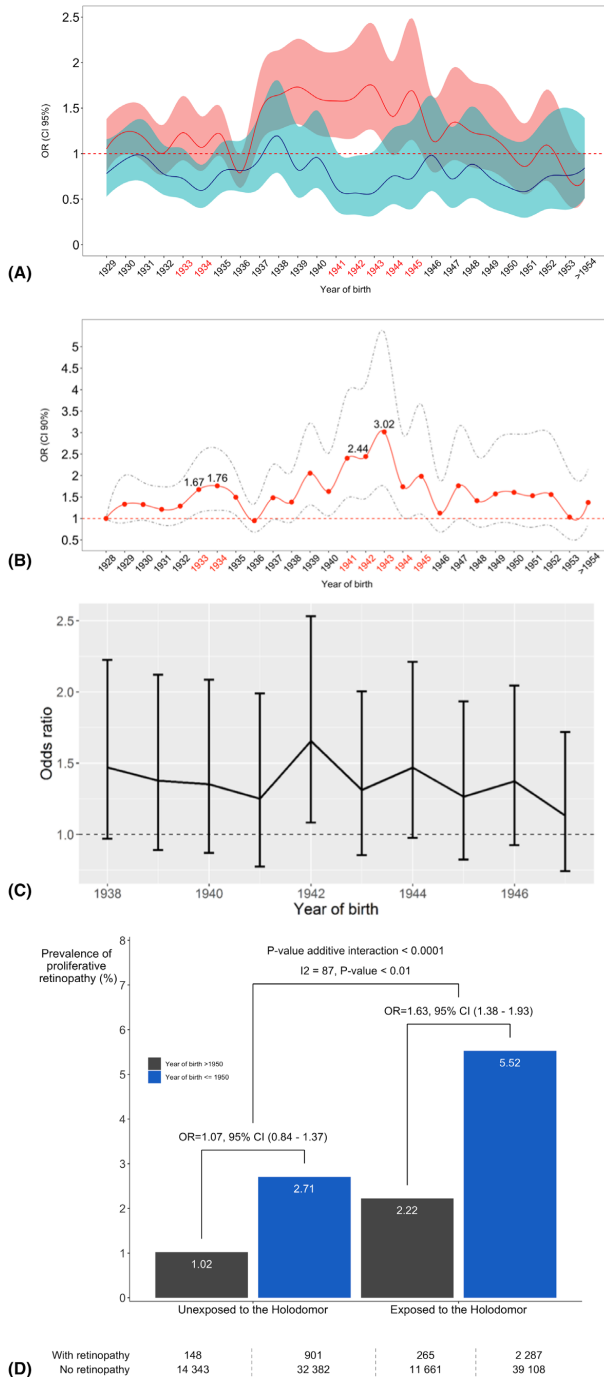 2.5
2
1.5
1
0.5
0
OR (CI 95%)
1929 1930 1931 1932 1933 1934 1935 1936 1937 1938 1939 1940 1941 1942 1943 1944 1945 1946 1947 1948 1949 1950 1951 1952 1953 >1954
Year of birth
(A)
5
4.5
4
3.5
3
2.5
2
1.5
1
0.5
OR (CI 90%)
1.67 1.76 2.44 3.02
1928 1929 1930 1931 1932 1933 1934 1935 1936 1937 1938 1939 1940 1941 1942 1943 1944 1945 1946 1947 1948 1949 1950 1951 1952 1953 >1954
Year of birth
(B)
2.5
2.0
1.5
1.0
Odds ratio
1938 1940 1942 1944 1946
Year of birth
(C)
Prevalence of
proliferative
retinopathy (%)
8
7
6
5
4
3
2
1
0
P-value additive interaction < 0.0001
I2 = 87, P-value < 0.01
OR=1.63, 95% CI (1.38 - 1.93)
Year of birth >1950
Year of birth <= 1950
OR=1.07, 95% CI (0.84 - 1.37)
1.02 2.71 2.22 5.52
Unexposed to the Holodomor Exposed to the Holodomor
With retinopathy 148 901 265 2 287
No retinopathy 14 343 32 382 11 661 39 108
(D)